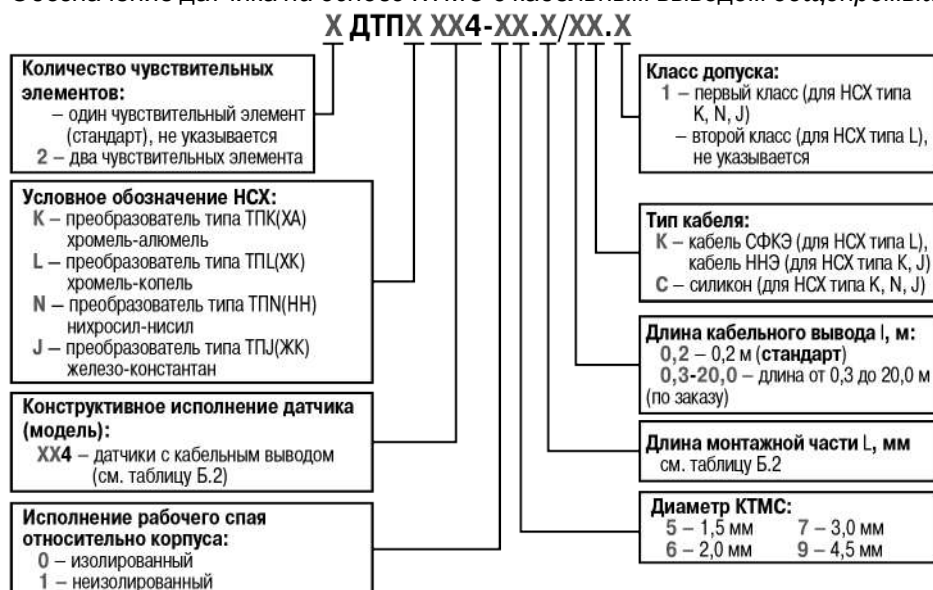 Х ДТПХ ХХ4-ХХ.Х/ХХ.Х
Количество чувствительных
элементов:
– один чувствительный элемент
(стандарт), не указывается
2 – два чувствительных элемента
Условное обозначение НСХ:
K – преобразователь типа ТПК(ХА)
хромель-алюмель
L – преобразователь типа ТПL(ХК)
хромель-копель
N – преобразователь типа ТПN(НН)
нихросил-нисил
J – преобразователь типа ТПJ(ЖК)
железо-константан
Конструктивное исполнение датчика
(модель):
ХХ4 – датчики с кабельным выводом
(см. таблицу Б.2)
Исполнение рабочего спая
относительно корпуса:
0 – изолированный
1 – неизолированный
Класс допуска:
1 – первый класс (для НСХ типа
K, N, J)
– второй класс (для НСХ типа L),
не указывается
Тип кабеля:
К – кабель СФКЭ (для НСХ типа L),
кабель ННЭ (для НСХ типа K, J)
С – силикон (для НСХ типа K, N, J)
Длина кабельного вывода l, м:
0,2 – 0,2 м (стандарт)
0,3-20,0 – длина от 0,3 до 20,0 м
(по заказу)
Длина монтажной части L, мм
см. таблицу Б.2
Диаметр КТМС:
5 – 1,5 мм 7 – 3,0 мм
6 – 2,0 мм 9 – 4,5 мм